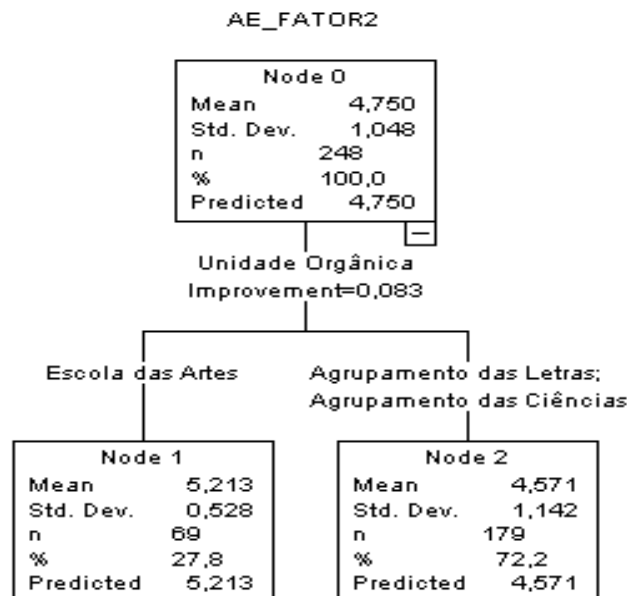 AE_FATOR2
Node 0
Mean 4,750
Std. Dev. 1,048
n 248
% 100,0
Predicted 4,750
Unidade Orgânica
Improvement=0,083
Escola das Artes
Agrupamento das Letras;
Agrupamento das Ciências
Node 1
Mean 5,213
Std. Dev. 0,528
n 69
% 27,8
Predicted 5,213
Node 2
Mean 4,571
Std. Dev. 1,142
n 179
% 72,2
Predicted 4,571